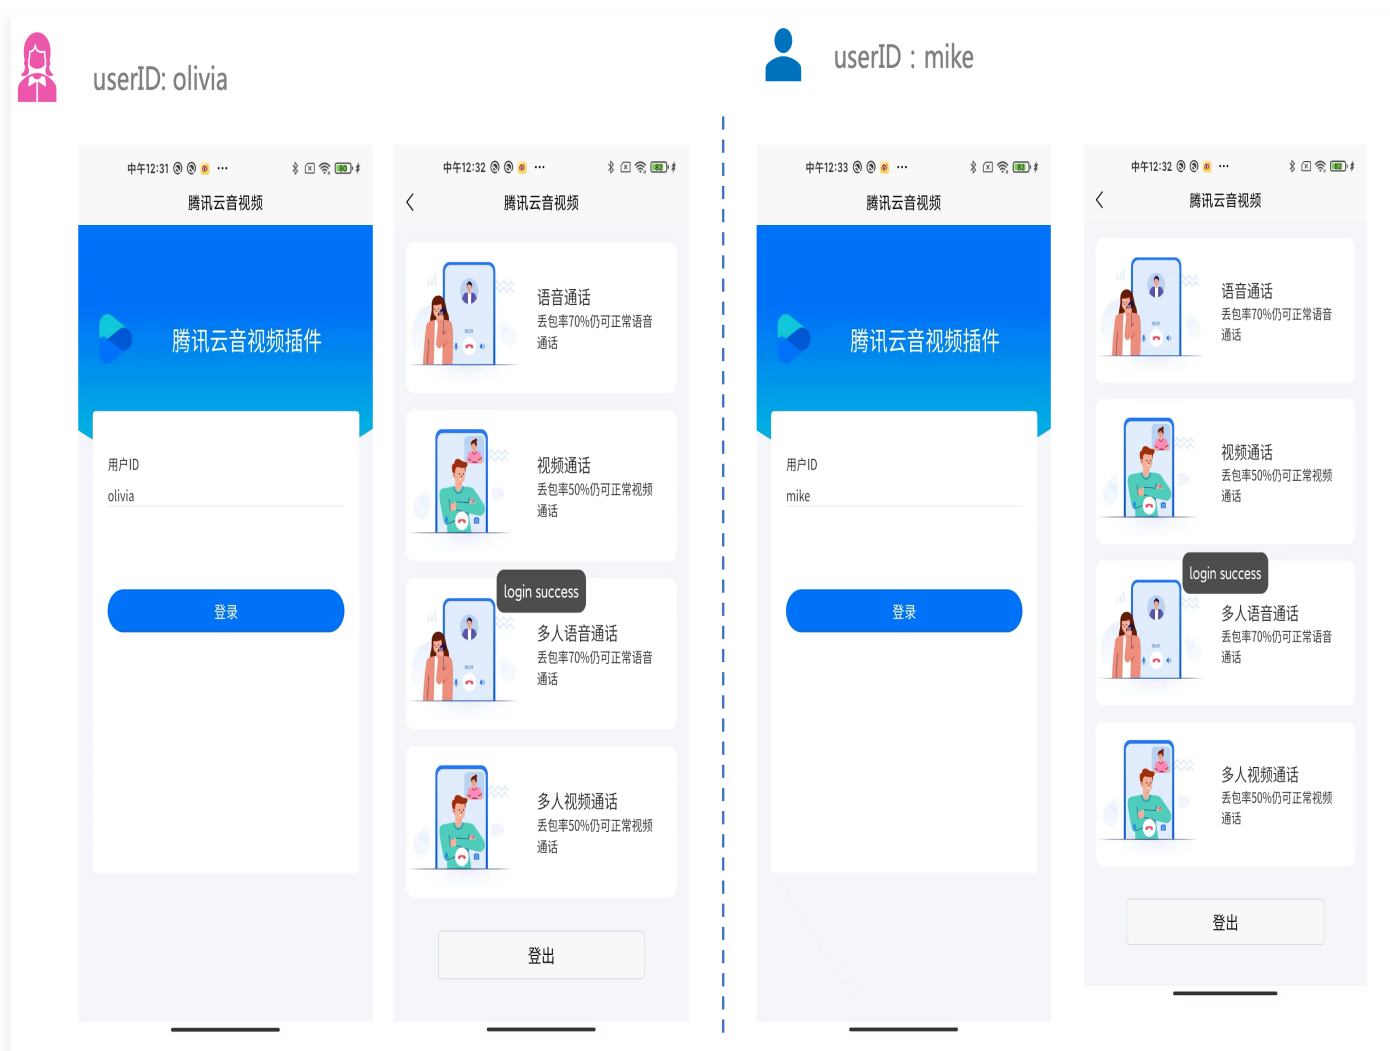 userID: olivia
中午12:31 ··· 80
腾讯云音视频
腾讯云音视频插件
用户ID
olivia
登录
中午12:32 ··· 82
腾讯云音视频
语音通话
丢包率70%仍可正常语音
通话
视频通话
丢包率50%仍可正常视频
通话
login success
多人语音通话
丢包率70%仍可正常语音
通话
多人视频通话
丢包率50%仍可正常视频
通话
登出
userID：mike
中午12:33 ··· 82
腾讯云音视频
腾讯云音视频插件
用户ID
mike
登录
中午12:32 ··· 82
腾讯云音视频
语音通话
丢包率70%仍可正常语音
通话
视频通话
丢包率50%仍可正常视频
通话
login success
多人语音通话
丢包率70%仍可正常语音
通话
多人视频通话
丢包率50%仍可正常视频
通话
登出